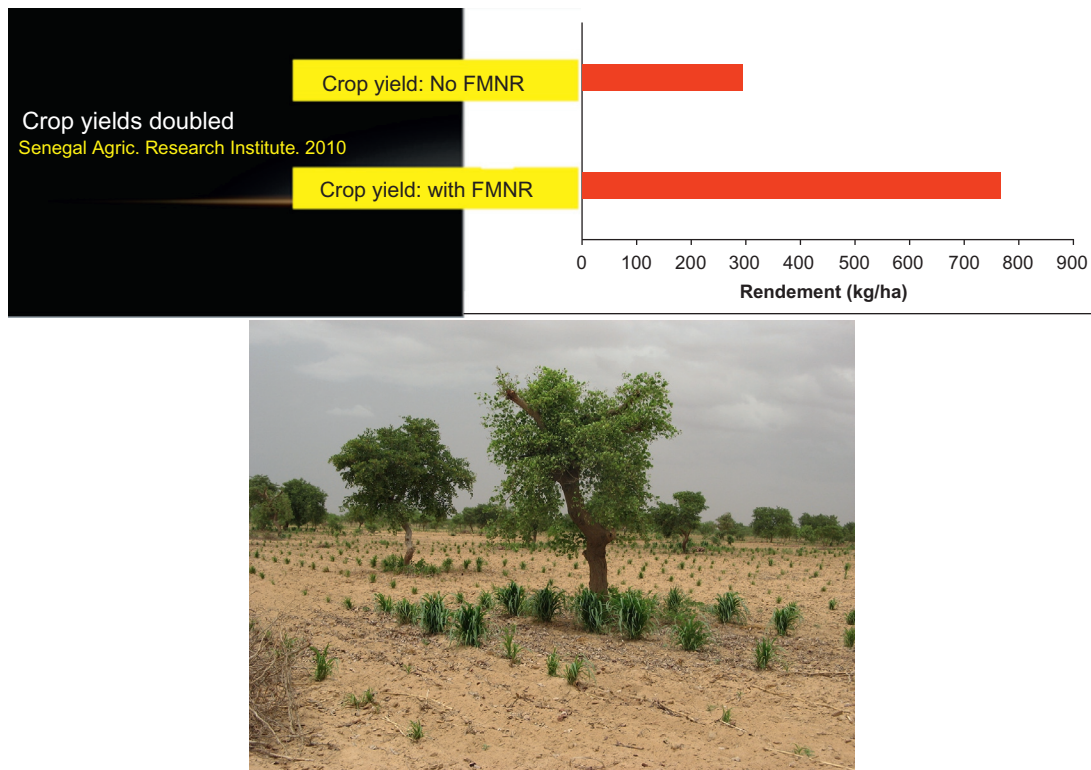 Crop yield: No FMNR
Crop yields doubled
Senegal Agric. Research Institute. 2010
Crop yield: with FMNR
0 100 200 300 400 500 600 700 800 900
Rendement (kg/ha)